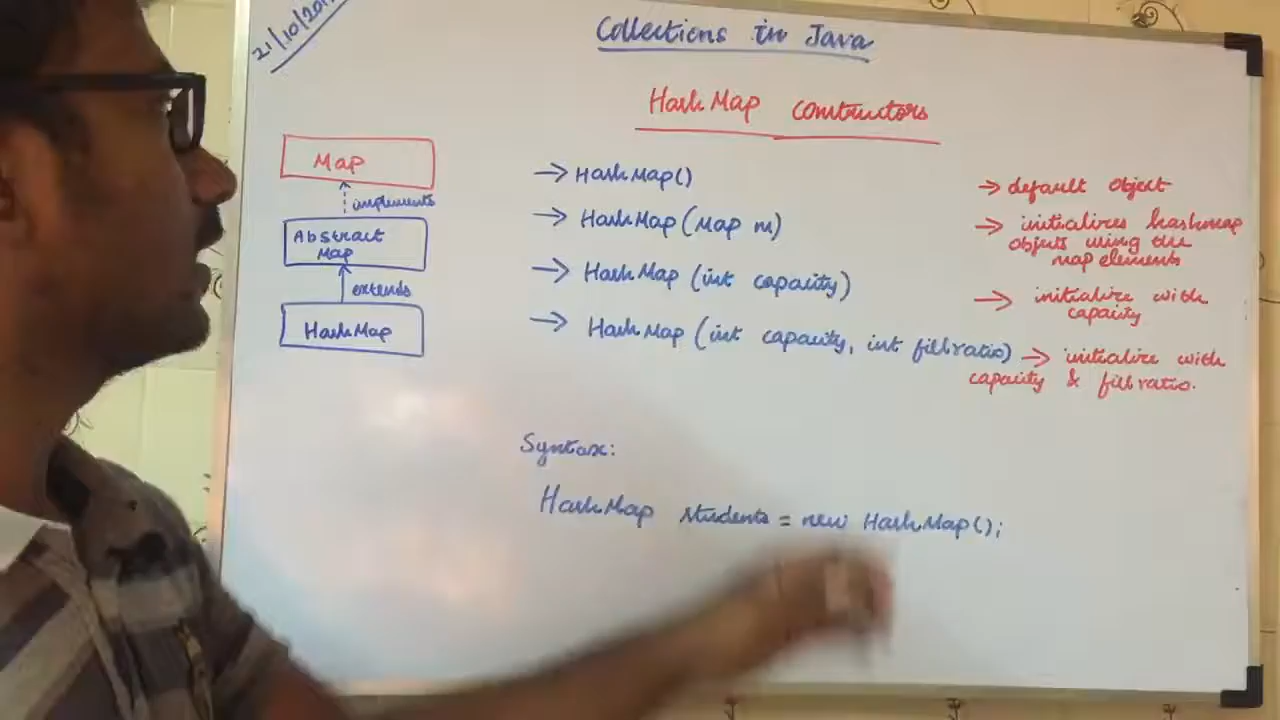 21/10/201
Collections in Java
HashMap constructors
Map
implements
Abstract
Map
extends
HashMap
→ HashMap()
→ default object
→ HashMap(Map m)
→ initializes hashmap
objects using the
map elements
→ HashMap (int capacity)
→ initialize with
capacity
→ HashMap (int capacity, int fillratio)
→ initialize with
capacity & fillratio.
Syntax:
HashMap students = new HashMap();